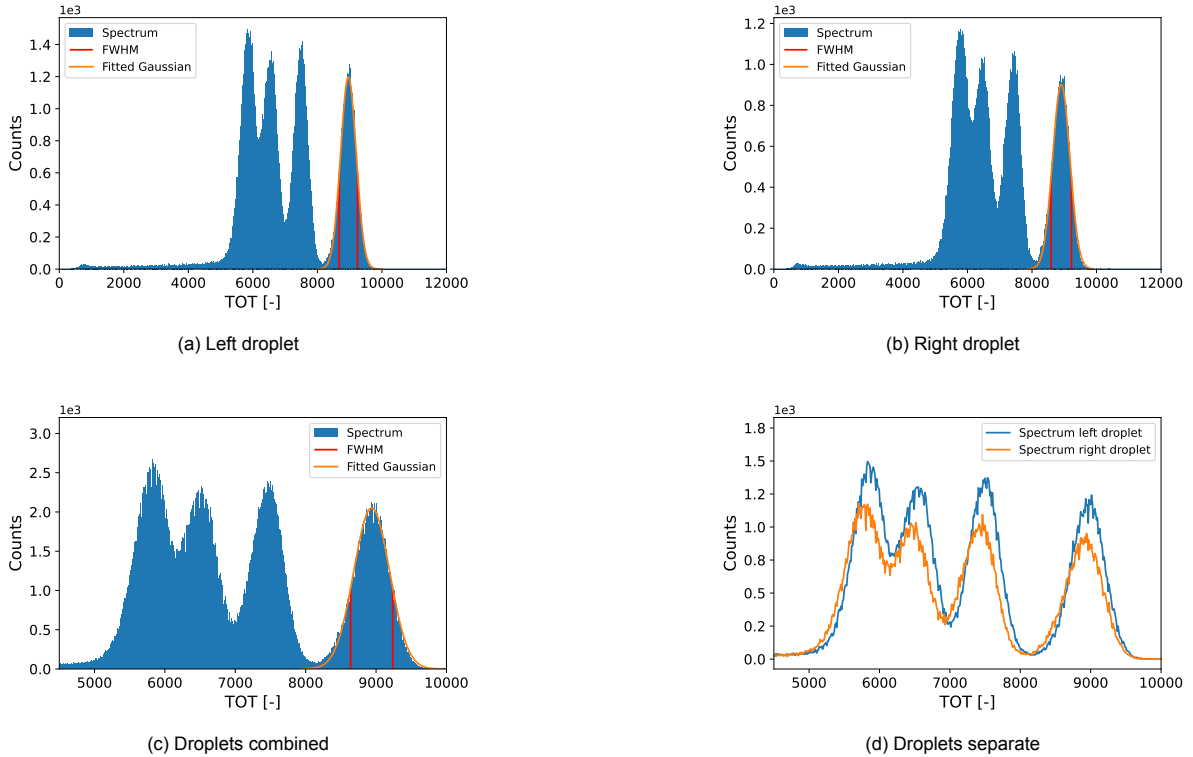 1e3
1.4
1.2
1.0
0.8
0.6
0.4
0.2
0.0
Counts
0 2000 4000 6000 8000 10000 12000
TOT [-]
Spectrum
FWHM
Fitted Gaussian
(a) Left droplet
1e3
1.2
1.0
0.8
0.6
0.4
0.2
0.0
Counts
0 2000 4000 6000 8000 10000 12000
TOT [-]
Spectrum
FWHM
Fitted Gaussian
(b) Right droplet
1e3
3.0
2.5
2.0
1.5
1.0
0.5
0.0
Counts
5000 6000 7000 8000 9000 10000
TOT [-]
Spectrum
FWHM
Fitted Gaussian
(c) Droplets combined
1e3
1.8
1.5
1.2
1.0
0.8
0.5
0.2
0.0
Counts
5000 6000 7000 8000 9000 10000
TOT [-]
Spectrum left droplet
Spectrum right droplet
(d) Droplets separate